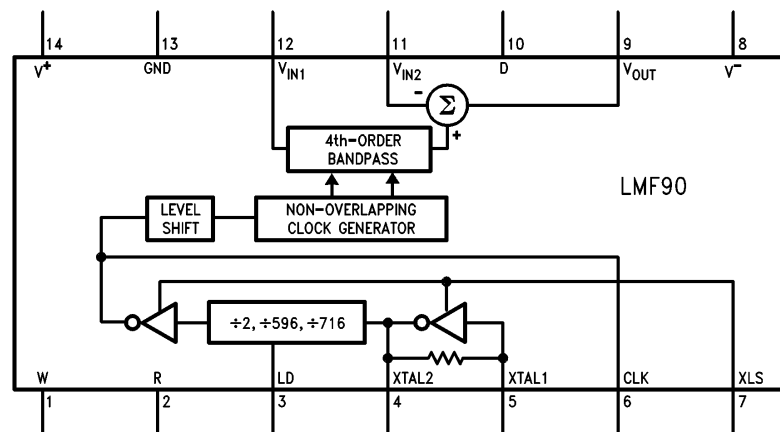 14 13 12 11 10 9 8
V+ GND VIN1 VIN2 D VOUT V−
- Σ
+
4th-ORDER
BANDPASS
LMF90
LEVEL
SHIFT
NON-OVERLAPPING
CLOCK GENERATOR
÷2, ÷596, ÷716
W R LD XTAL2 XTAL1 CLK XLS
1 2 3 4 5 6 7